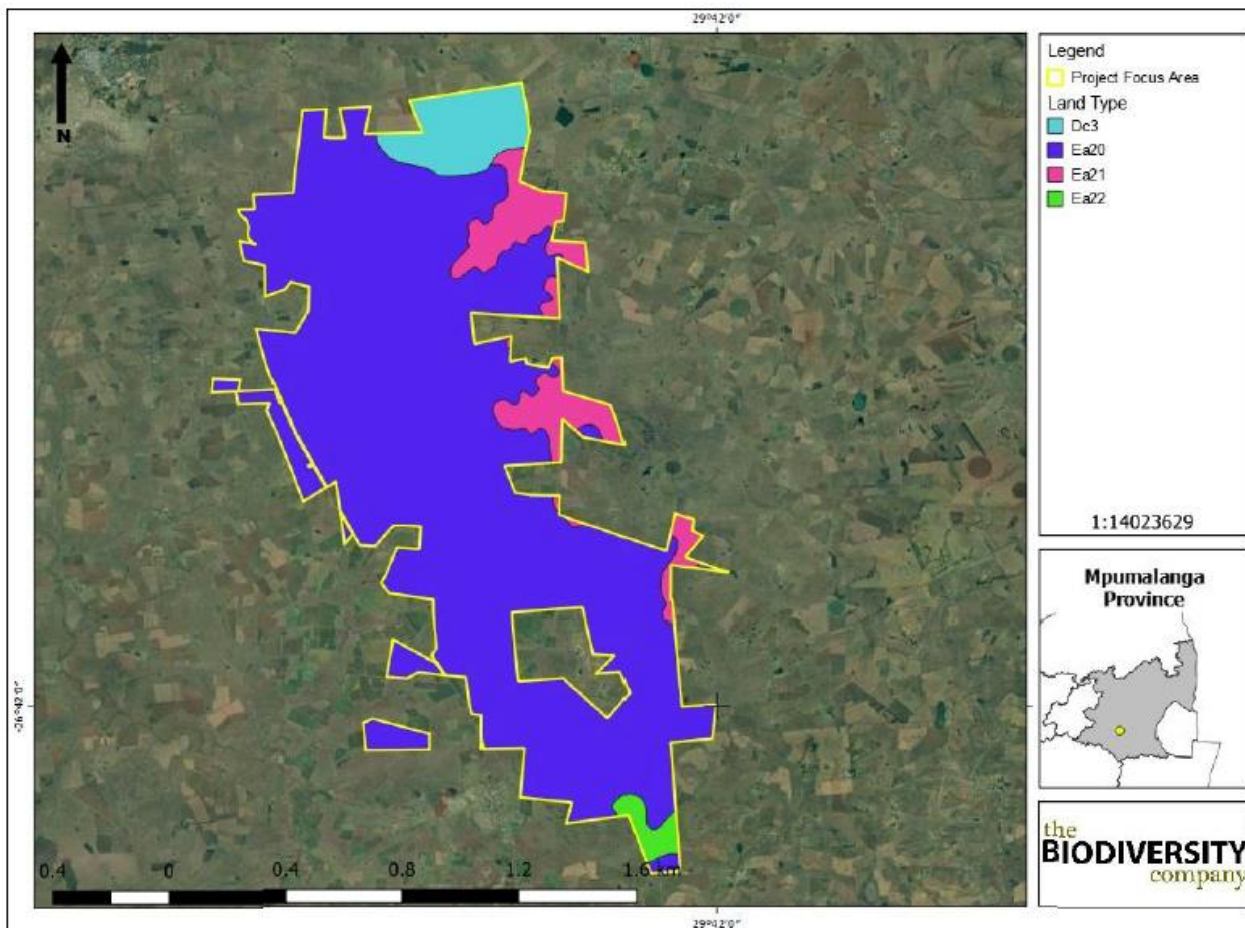 29°42'0"
N
Legend
Project Focus Area
Land Type
Dc3
Ea20
Ea21
Ea22
1:14023629
Mpumalanga
Province
-26°42'0"
0.4 0 0.4 0.8 1.2 1.6 km
29°42'0"
the
BIODIVERSITY
company